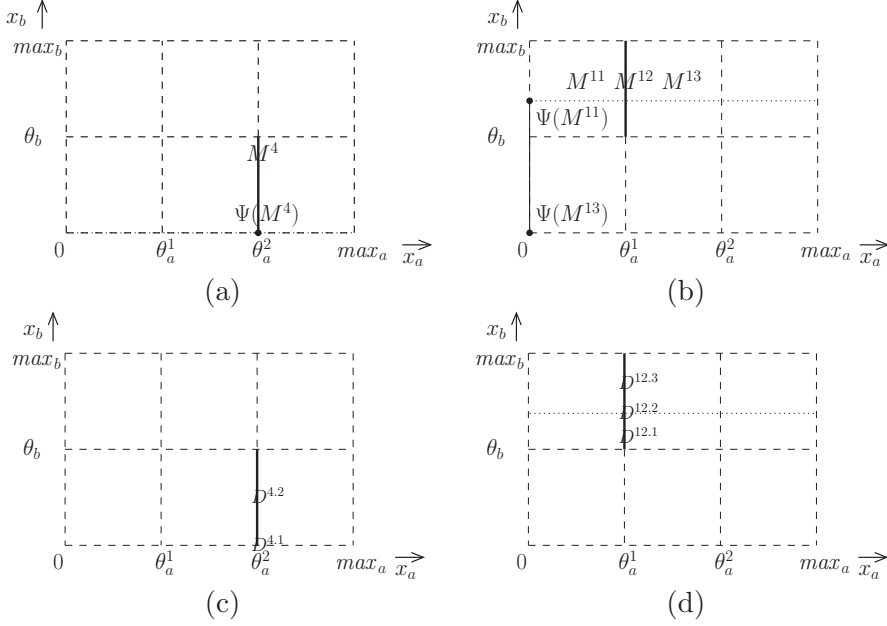 x_b
max_b
θ_b
M^4
Ψ(M^4)
0 θ_a^1 θ_a^2 max_a x_a
(a)
x_b
max_b
M^11 M^12 M^13
Ψ(M^11)
θ_b
Ψ(M^13)
0 θ_a^1 θ_a^2 max_a x_a
(b)
x_b
max_b
θ_b
D^4.2
D^4.1
0 θ_a^1 θ_a^2 max_a x_a
(c)
x_b
max_b
D^12.3
D^12.2
D^12.1
θ_b
0 θ_a^1 θ_a^2 max_a x_a
(d)